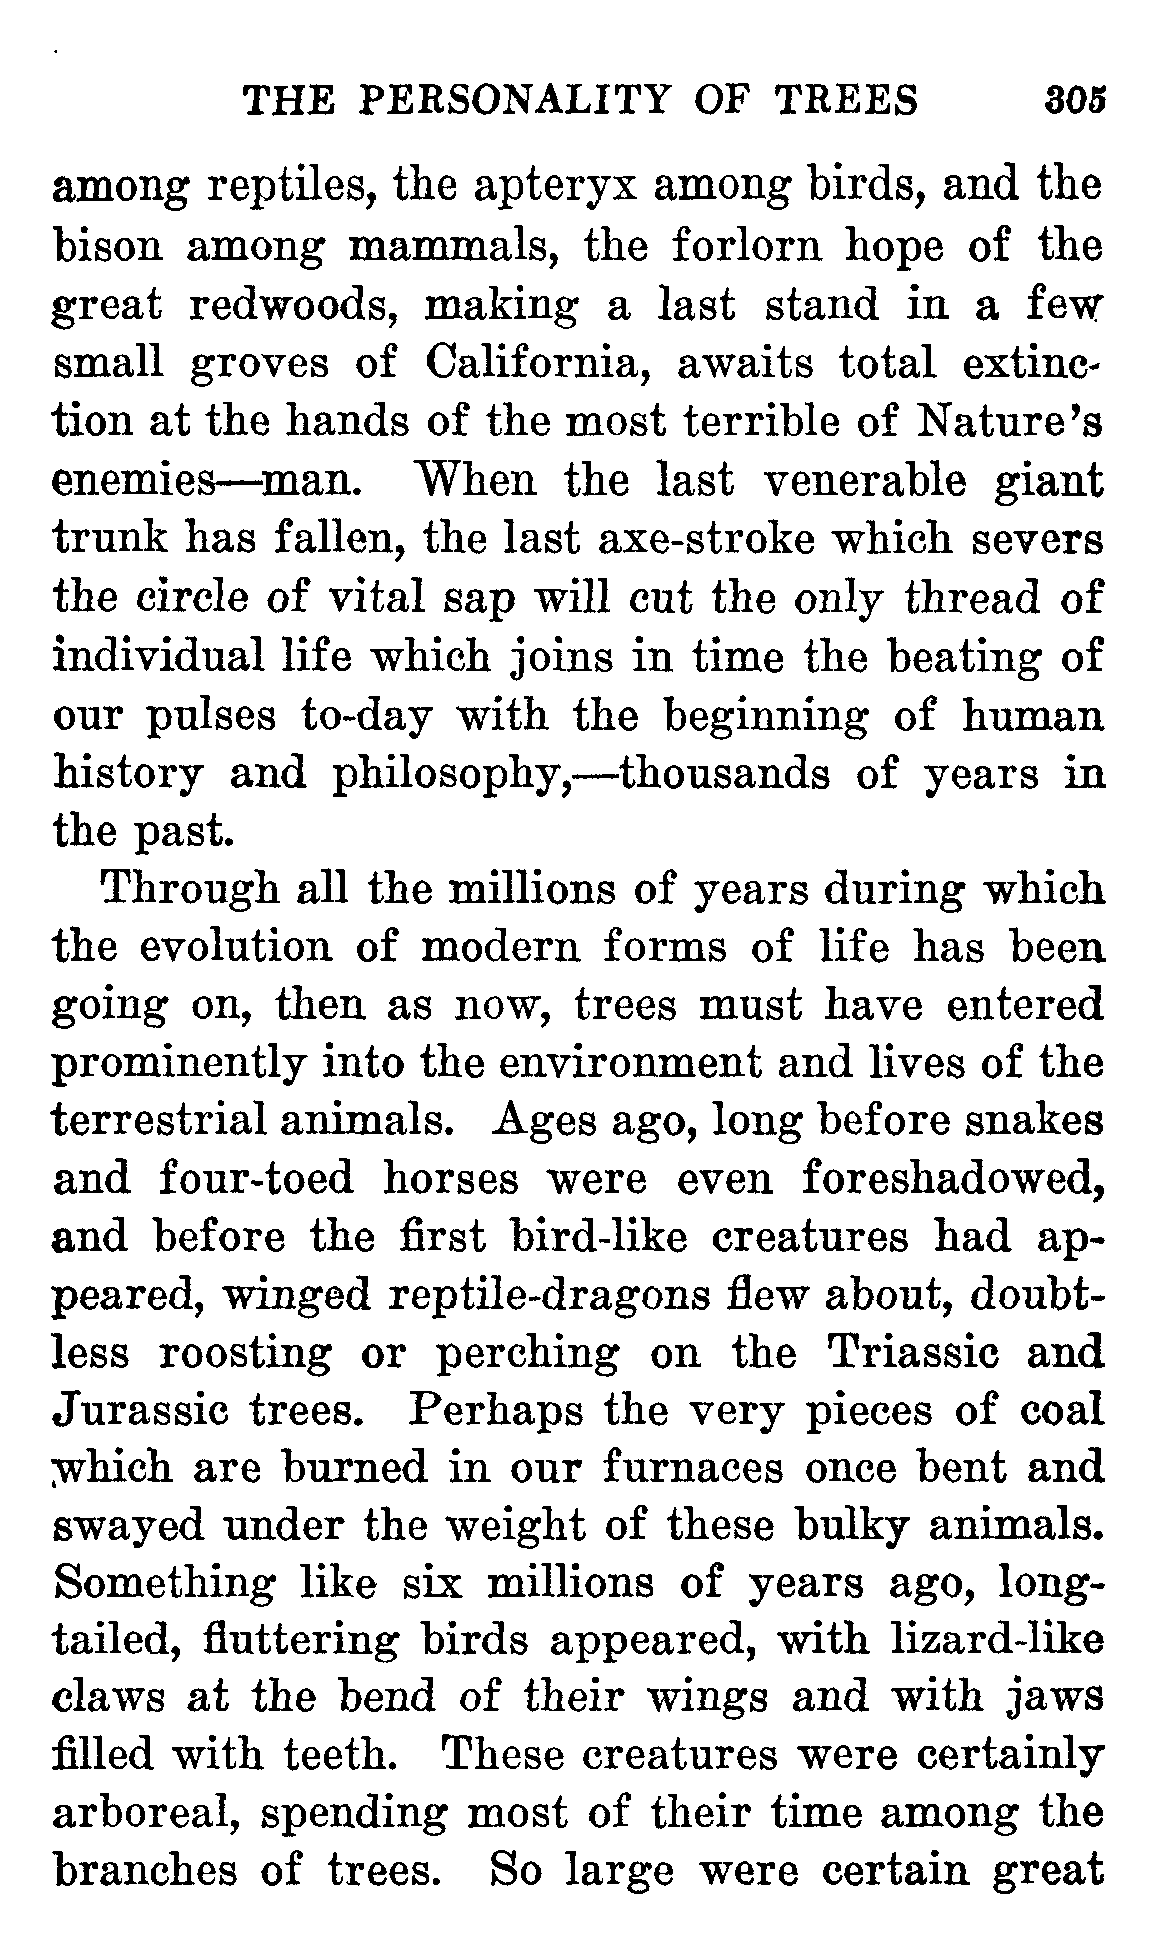 THE PERSONALITY OF TREES 305
among reptiles, the apteryx among birds, and the
bison among mammals, the forlorn hope of the
great redwoods, making a last stand in a few
small groves of California, awaits total extinc-
tion at the hands of the most terrible of Nature's
enemies—man. When the last venerable giant
trunk has fallen, the last axe-stroke which severs
the circle of vital sap will cut the only thread of
individual life which joins in time the beating of
our pulses to-day with the beginning of human
history and philosophy,—thousands of years in
the past.
Through all the millions of years during which
the evolution of modern forms of life has been
going on, then as now, trees must have entered
prominently into the environment and lives of the
terrestrial animals. Ages ago, long before snakes
and four-toed horses were even foreshadowed,
and before the first bird-like creatures had ap-
peared, winged reptile-dragons flew about, doubt-
less roosting or perching on the Triassic and
Jurassic trees. Perhaps the very pieces of coal
which are burned in our furnaces once bent and
swayed under the weight of these bulky animals.
Something like six millions of years ago, long-
tailed, fluttering birds appeared, with lizard-like
claws at the bend of their wings and with jaws
filled with teeth. These creatures were certainly
arboreal, spending most of their time among the
branches of trees. So large were certain great